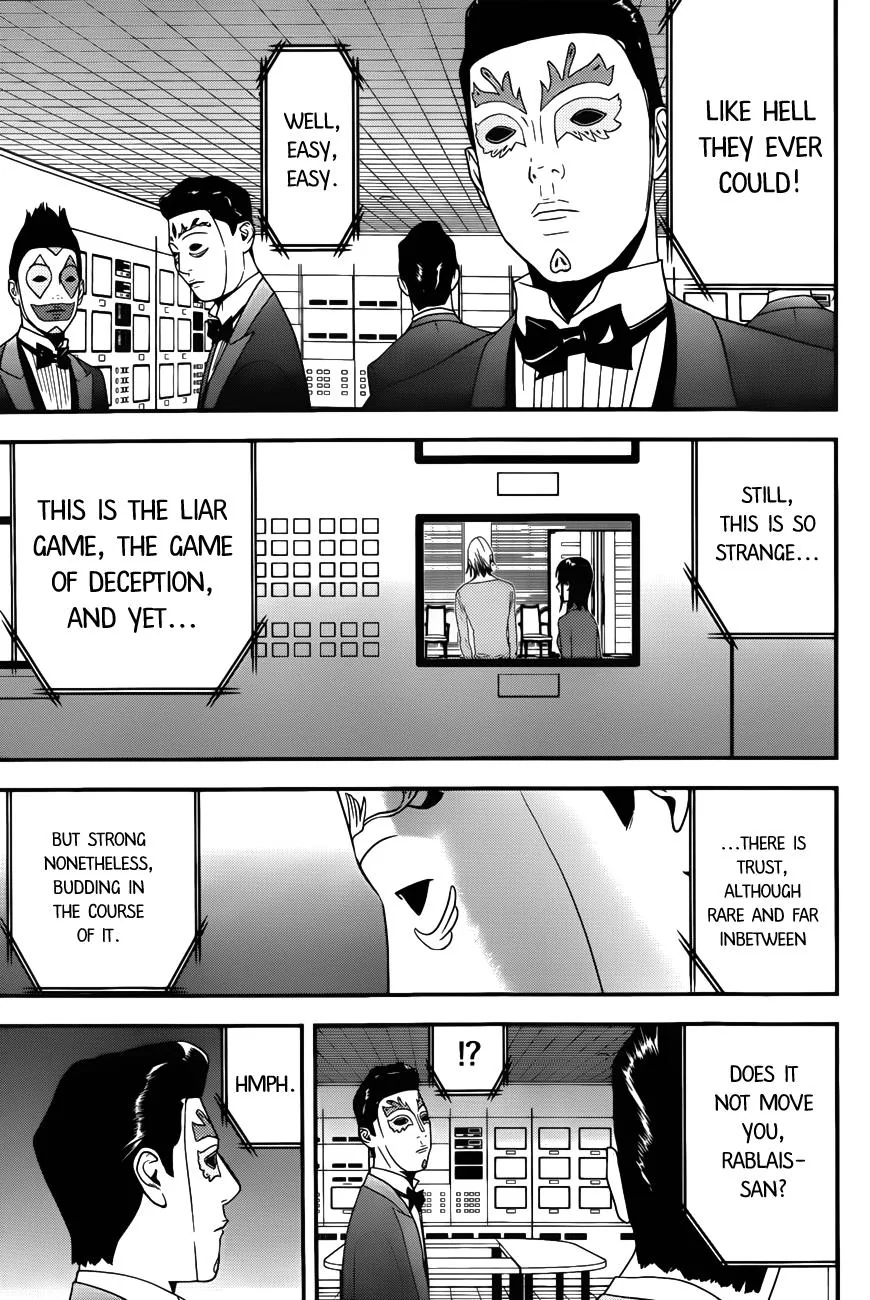 LIKE HELL
THEY EVER
COULD!
WELL,
EASY,
EASY.
STILL,
THIS IS SO
STRANGE...
THIS IS THE LIAR
GAME, THE GAME
OF DECEPTION,
AND YET...
...THERE IS
TRUST,
ALTHOUGH
RARE AND FAR
INBETWEEN
BUT STRONG
NONETHELESS,
BUDDING IN
THE COURSE
OF IT.
DOES IT
NOT MOVE
YOU,
RABLAIS-
SAN?
!?
HMPH.